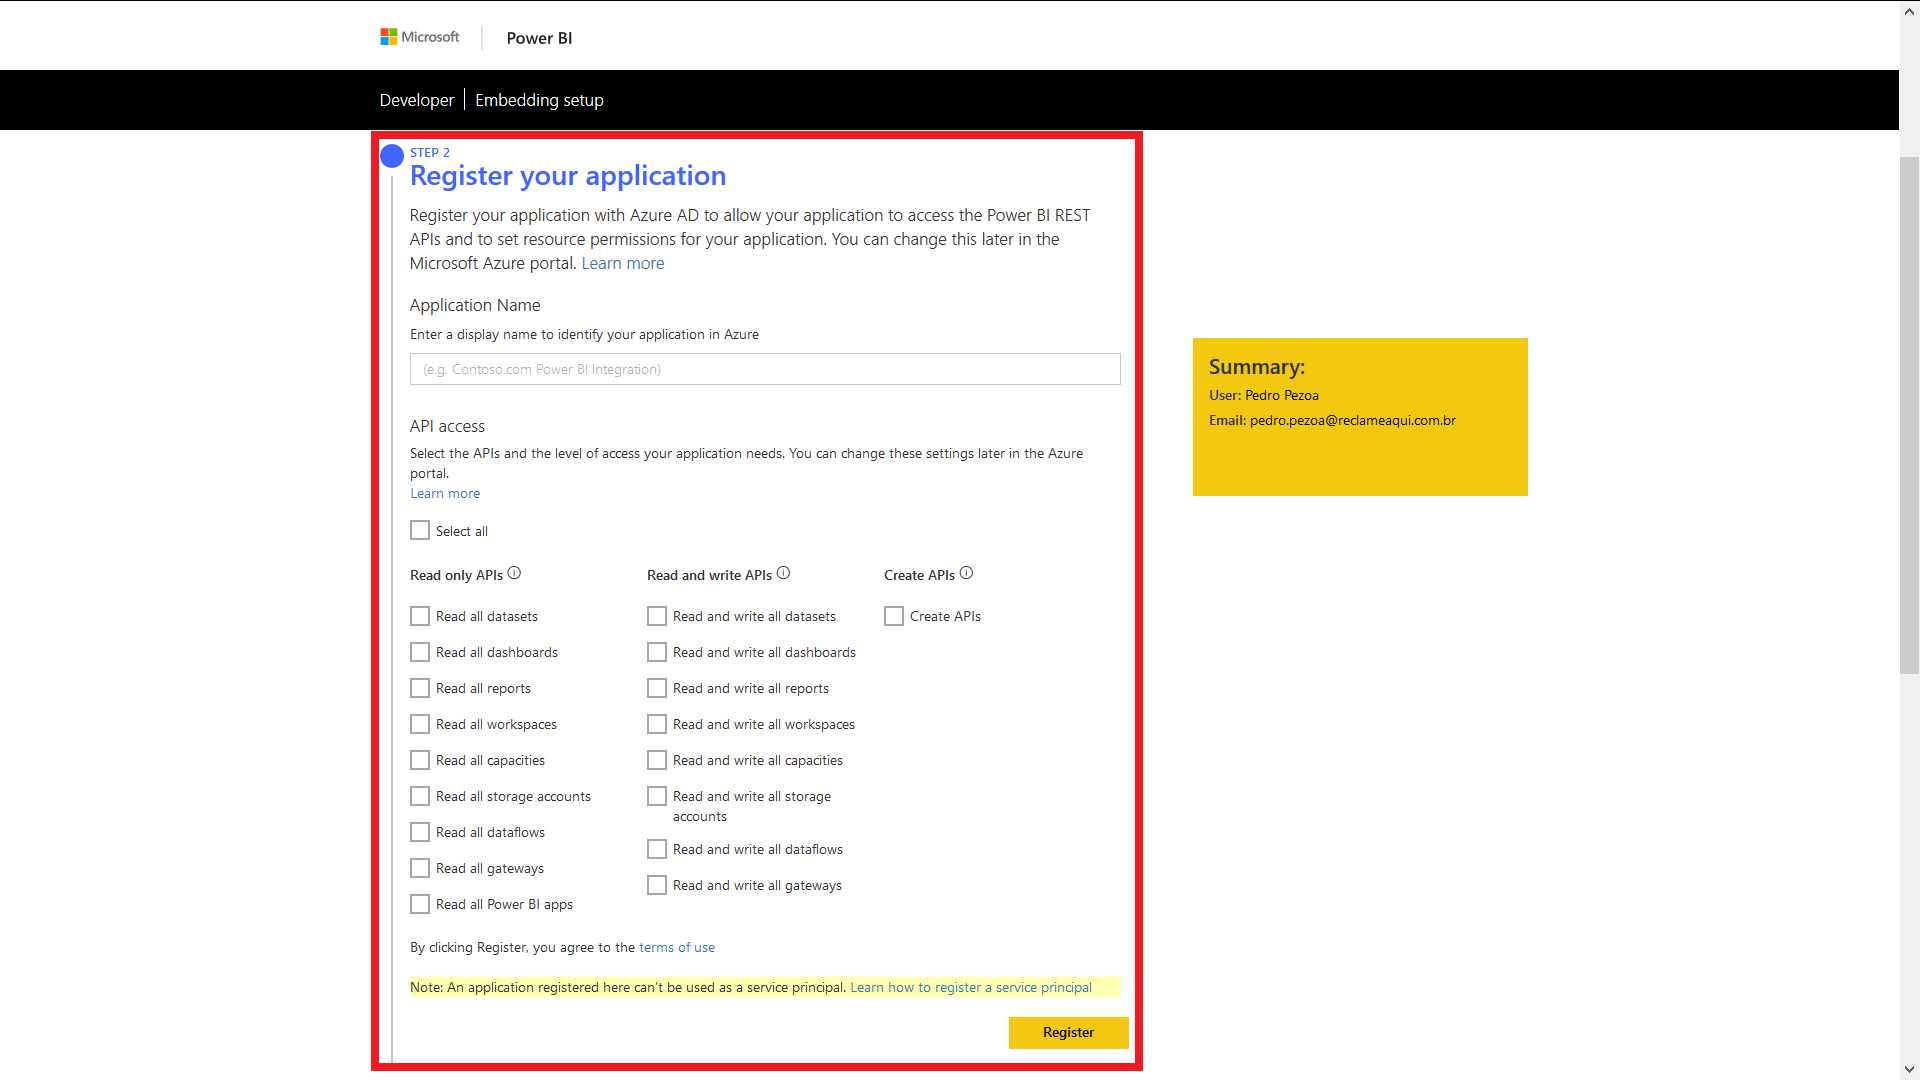 Microsoft
Power BI
Developer
Embedding setup
STEP 2
Register your application
Register your application with Azure AD to allow your application to access the Power BI REST
APIs and to set resource permissions for your application. You can change this later in the
Microsoft Azure portal. Learn more
Application Name
Enter a display name to identify your application in Azure
(e.g. Contoso.com Power BI Integration)
API access
Select the APIs and the level of access your application needs. You can change these settings later in the Azure
portal.
Learn more
Select all
Read only APIs
Read all datasets
Read all dashboards
Read all reports
Read all workspaces
Read all capacities
Read all storage accounts
Read all dataflows
Read all gateways
Read all Power BI apps
Read and write APIs
Read and write all datasets
Read and write all dashboards
Read and write all reports
Read and write all workspaces
Read and write all capacities
Read and write all storage
accounts
Read and write all dataflows
Read and write all gateways
Create APIs
Create APIs
By clicking Register, you agree to the terms of use
Note: An application registered here can't be used as a service principal. Learn how to register a service principal
Register
Summary:
User: Pedro Pezoa
Email: pedro.pezoa@reclameaqui.com.br